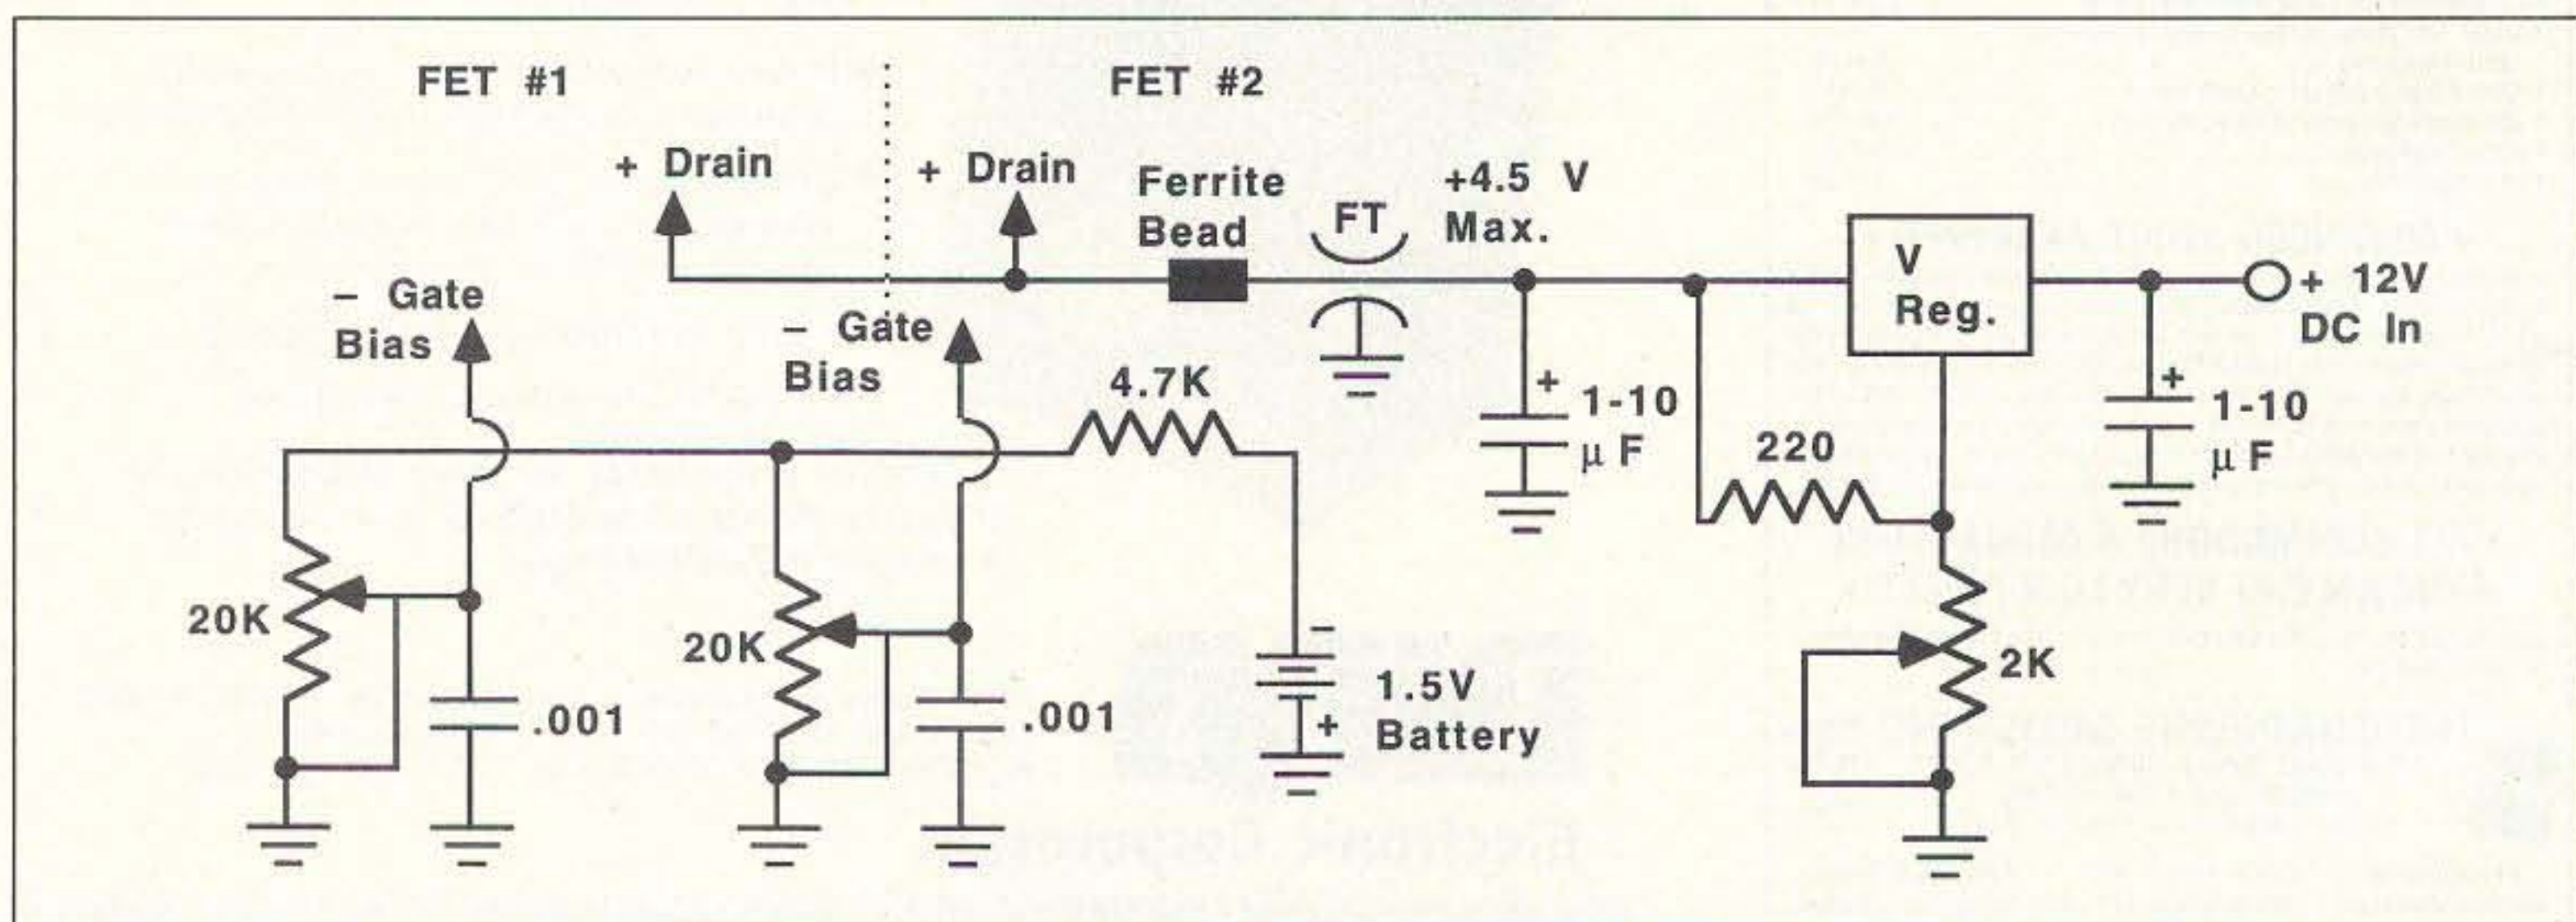 FET #1
FET #2
+ Drain
+ Drain
Ferrite
Bead
FT
+4.5 V
Max.
V
Reg.
+ 12V
DC In
– Gate
Bias
– Gate
Bias
4.7K
+
1-10
μ F
220
+
1-10
μ F
20K
.001
20K
.001
–
1.5V
+
Battery
2K